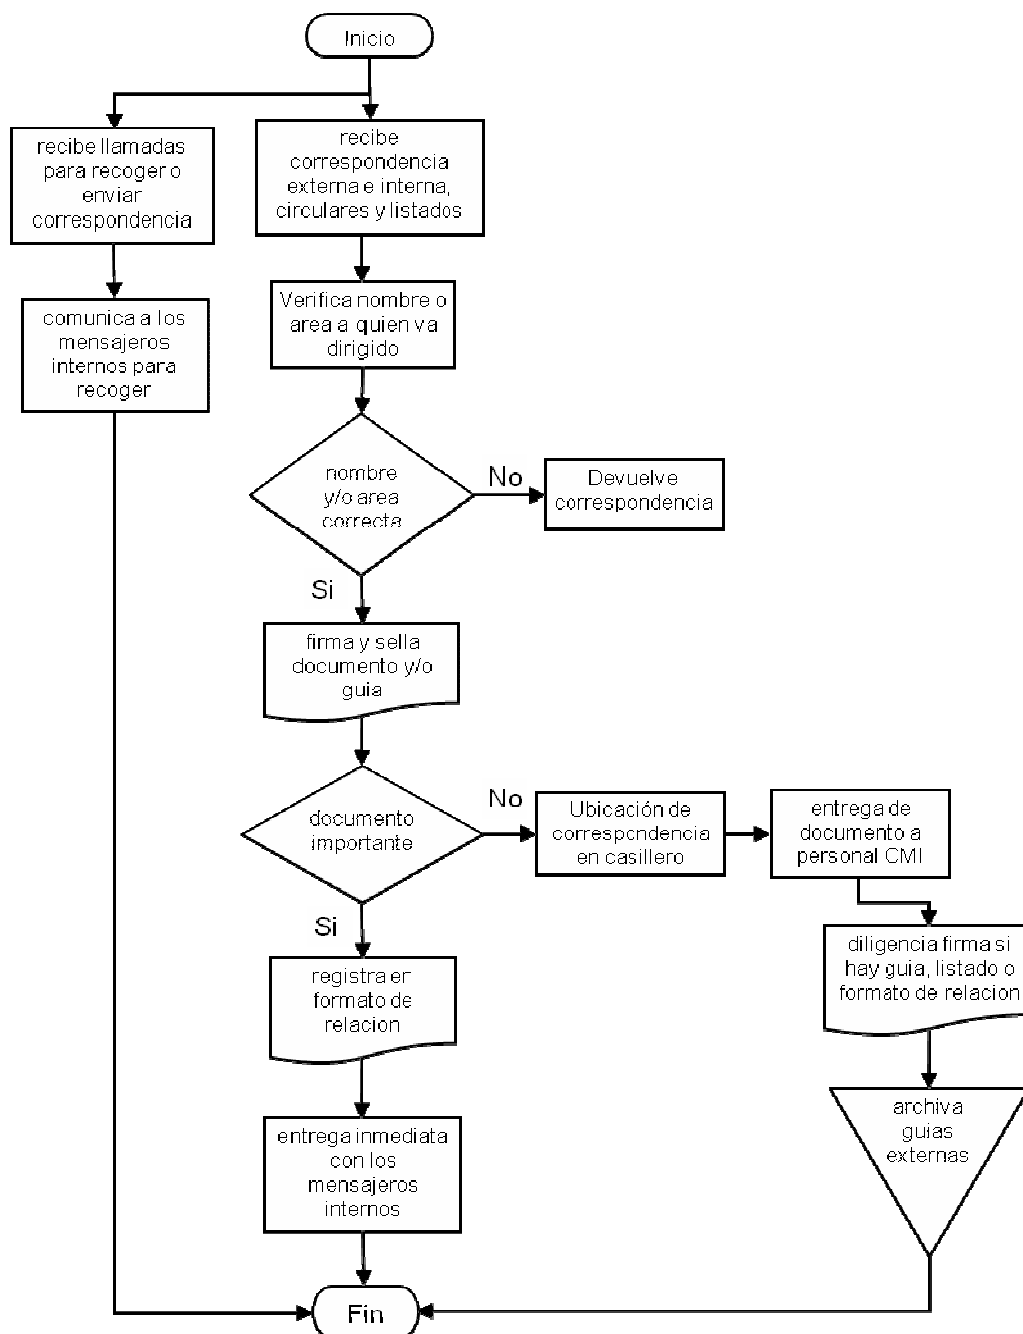 Inicio
recibe llamadas
para recoger o
enviar
correspondencia
recibe
correspondencia
externa e interna,
circulares y listados
comunica a los
mensajeros
internos para
recoger
Verifica nombre o
area a quien va
dirigido
nombre
y/o area
correcta
No
Devuelve
correspondencia
Si
firma y sella
documento y/o
guia
documento
importante
No
Ubicación de
correspondencia
en casillero
entrega de
documento a
personal CMI
Si
registra en
formato de
relacion
diligencia firma si
hay guia, listado o
formato de relacion
entrega inmediata
con los
mensajeros
internos
archiva
guias
externas
Fin